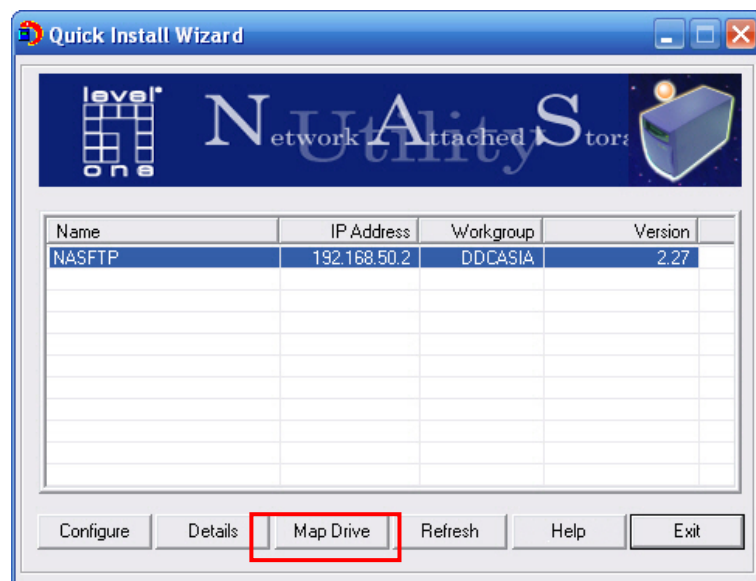 Quick Install Wizard
level
one
Network Attached Stora
Utility
Name IP Address Workgroup Version
NASFTP 192.168.50.2 DDCASIA 2.27
Configure Details Map Drive Refresh Help Exit